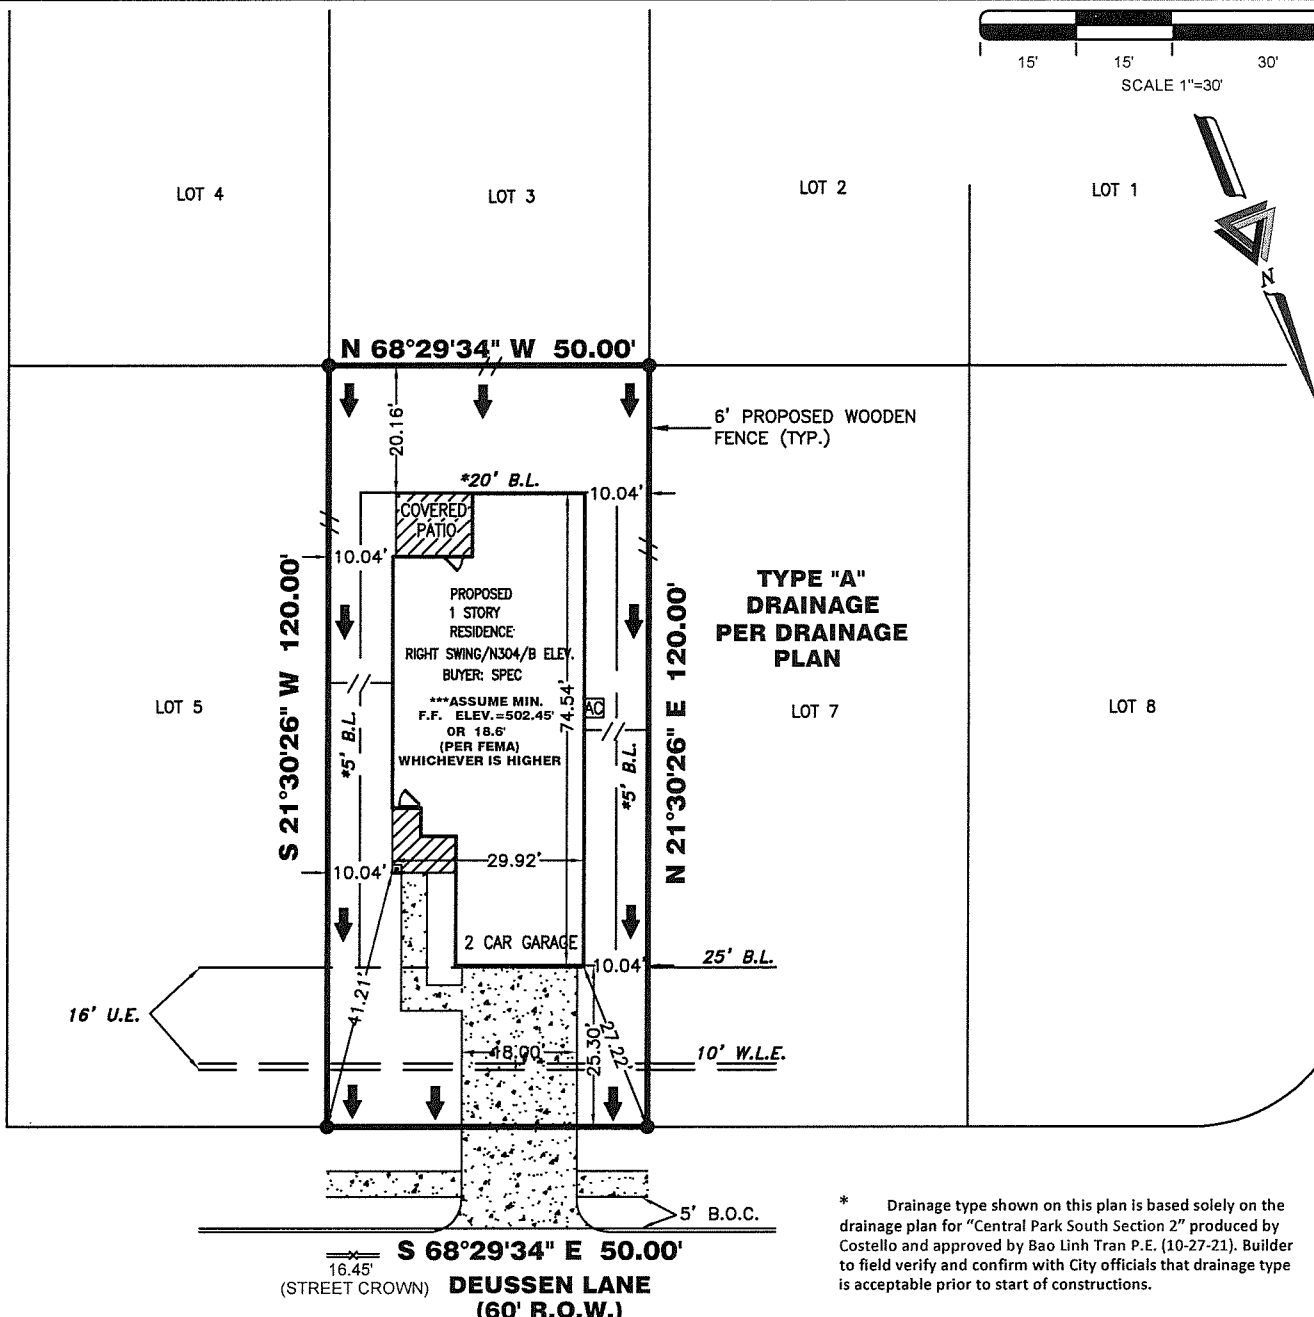 15' 15' 30'
SCALE 1"=30'
LOT 4
LOT 3
LOT 2
LOT 1
N
N 68°29'34" W 50.00'
20.16'
6' PROPOSED WOODEN
FENCE (TYP.)
*20' B.L.
10.04'
COVERED
PATIO
10.04'
S 21°30'26" W 120.00'
N 21°30'26" E 120.00'
TYPE "A"
DRAINAGE
PER DRAINAGE
PLAN
PROPOSED
1 STORY
RESIDENCE
RIGHT SWING/N304/B ELEV.
BUYER: SPEC
***ASSUME MIN.
F.F. ELEV.=502.45'
OR 18.6'
(PER FEMA)
WHICHEVER IS HIGHER
74.54'
AC
LOT 5
LOT 7
LOT 8
*5' B.L.
*5' B.L.
10.04'
29.92'
2 CAR GARAGE
10.04'
25' B.L.
16' U.E.
41.21'
18.00'
25.30'
27.22'
10' W.L.E.
5' B.O.C.
S 68°29'34" E 50.00'
16.45'
(STREET CROWN)
DEUSSEN LANE
(60' R.O.W.)
* Drainage type shown on this plan is based solely on the
drainage plan for "Central Park South Section 2" produced by
Costello and approved by Bao Linh Tran P.E. (10-27-21). Builder
to field verify and confirm with City officials that drainage type
is acceptable prior to start of constructions.